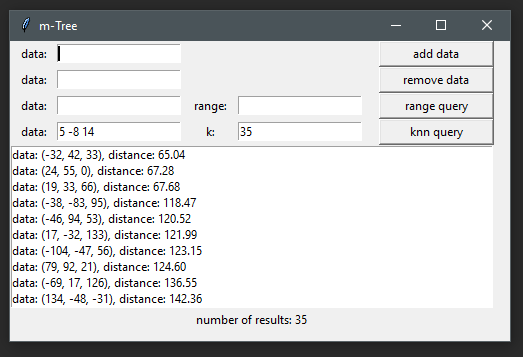 m-Tree
data: add data
data: remove data
data: range: range query
data: 5 -8 14 k: 35 knn query
data: (-32, 42, 33), distance: 65.04
data: (24, 55, 0), distance: 67.28
data: (19, 33, 66), distance: 67.68
data: (-38, -83, 95), distance: 118.47
data: (-46, 94, 53), distance: 120.52
data: (17, -32, 133), distance: 121.99
data: (-104, -47, 56), distance: 123.15
data: (79, 92, 21), distance: 124.60
data: (-69, 17, 126), distance: 136.55
data: (134, -48, -31), distance: 142.36
number of results: 35